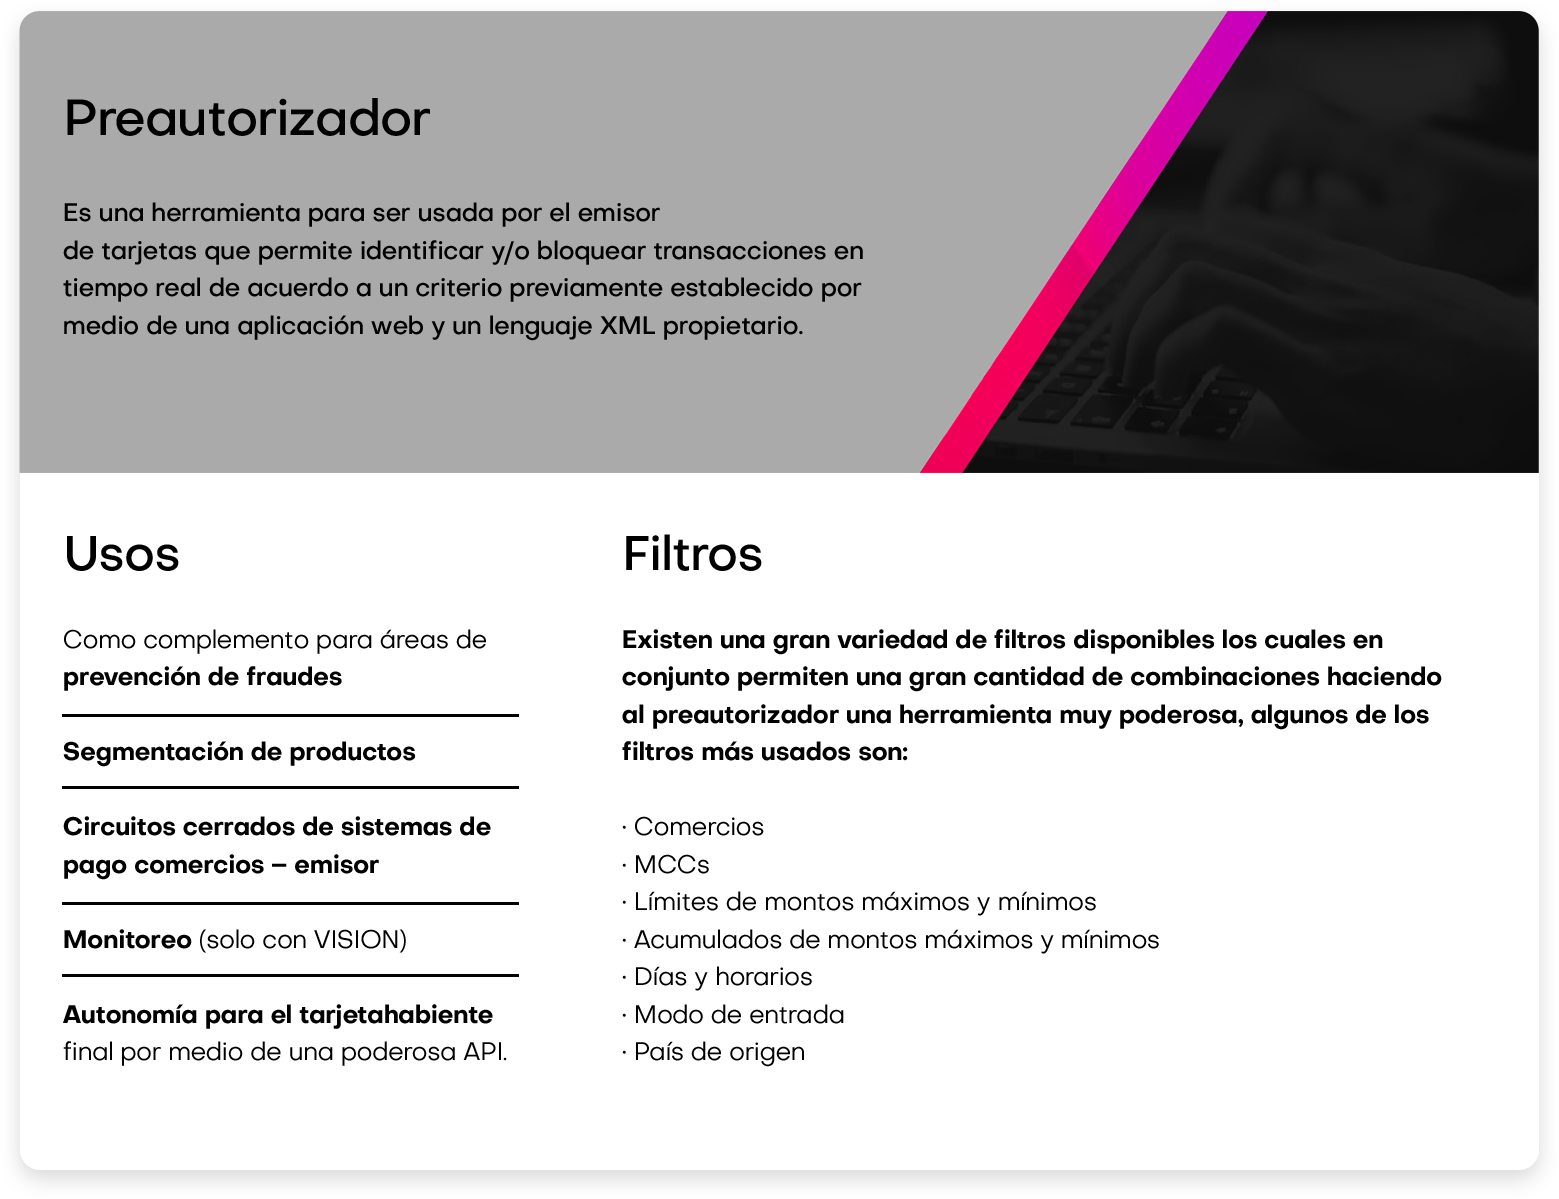 Preautorizador
Es una herramienta para ser usada por el emisor
de tarjetas que permite identificar y/o bloquear transacciones en
tiempo real de acuerdo a un criterio previamente establecido por
medio de una aplicación web y un lenguaje XML propietario.
Usos
Como complemento para áreas de
prevención de fraudes
Segmentación de productos
Circuitos cerrados de sistemas de
pago comercios – emisor
Monitoreo (solo con VISION)
Autonomía para el tarjetahabiente
final por medio de una poderosa API.
Filtros
Existen una gran variedad de filtros disponibles los cuales en
conjunto permiten una gran cantidad de combinaciones haciendo
al preautorizador una herramienta muy poderosa, algunos de los
filtros más usados son:
· Comercios
· MCCs
· Límites de montos máximos y mínimos
· Acumulados de montos máximos y mínimos
· Días y horarios
· Modo de entrada
· País de origen